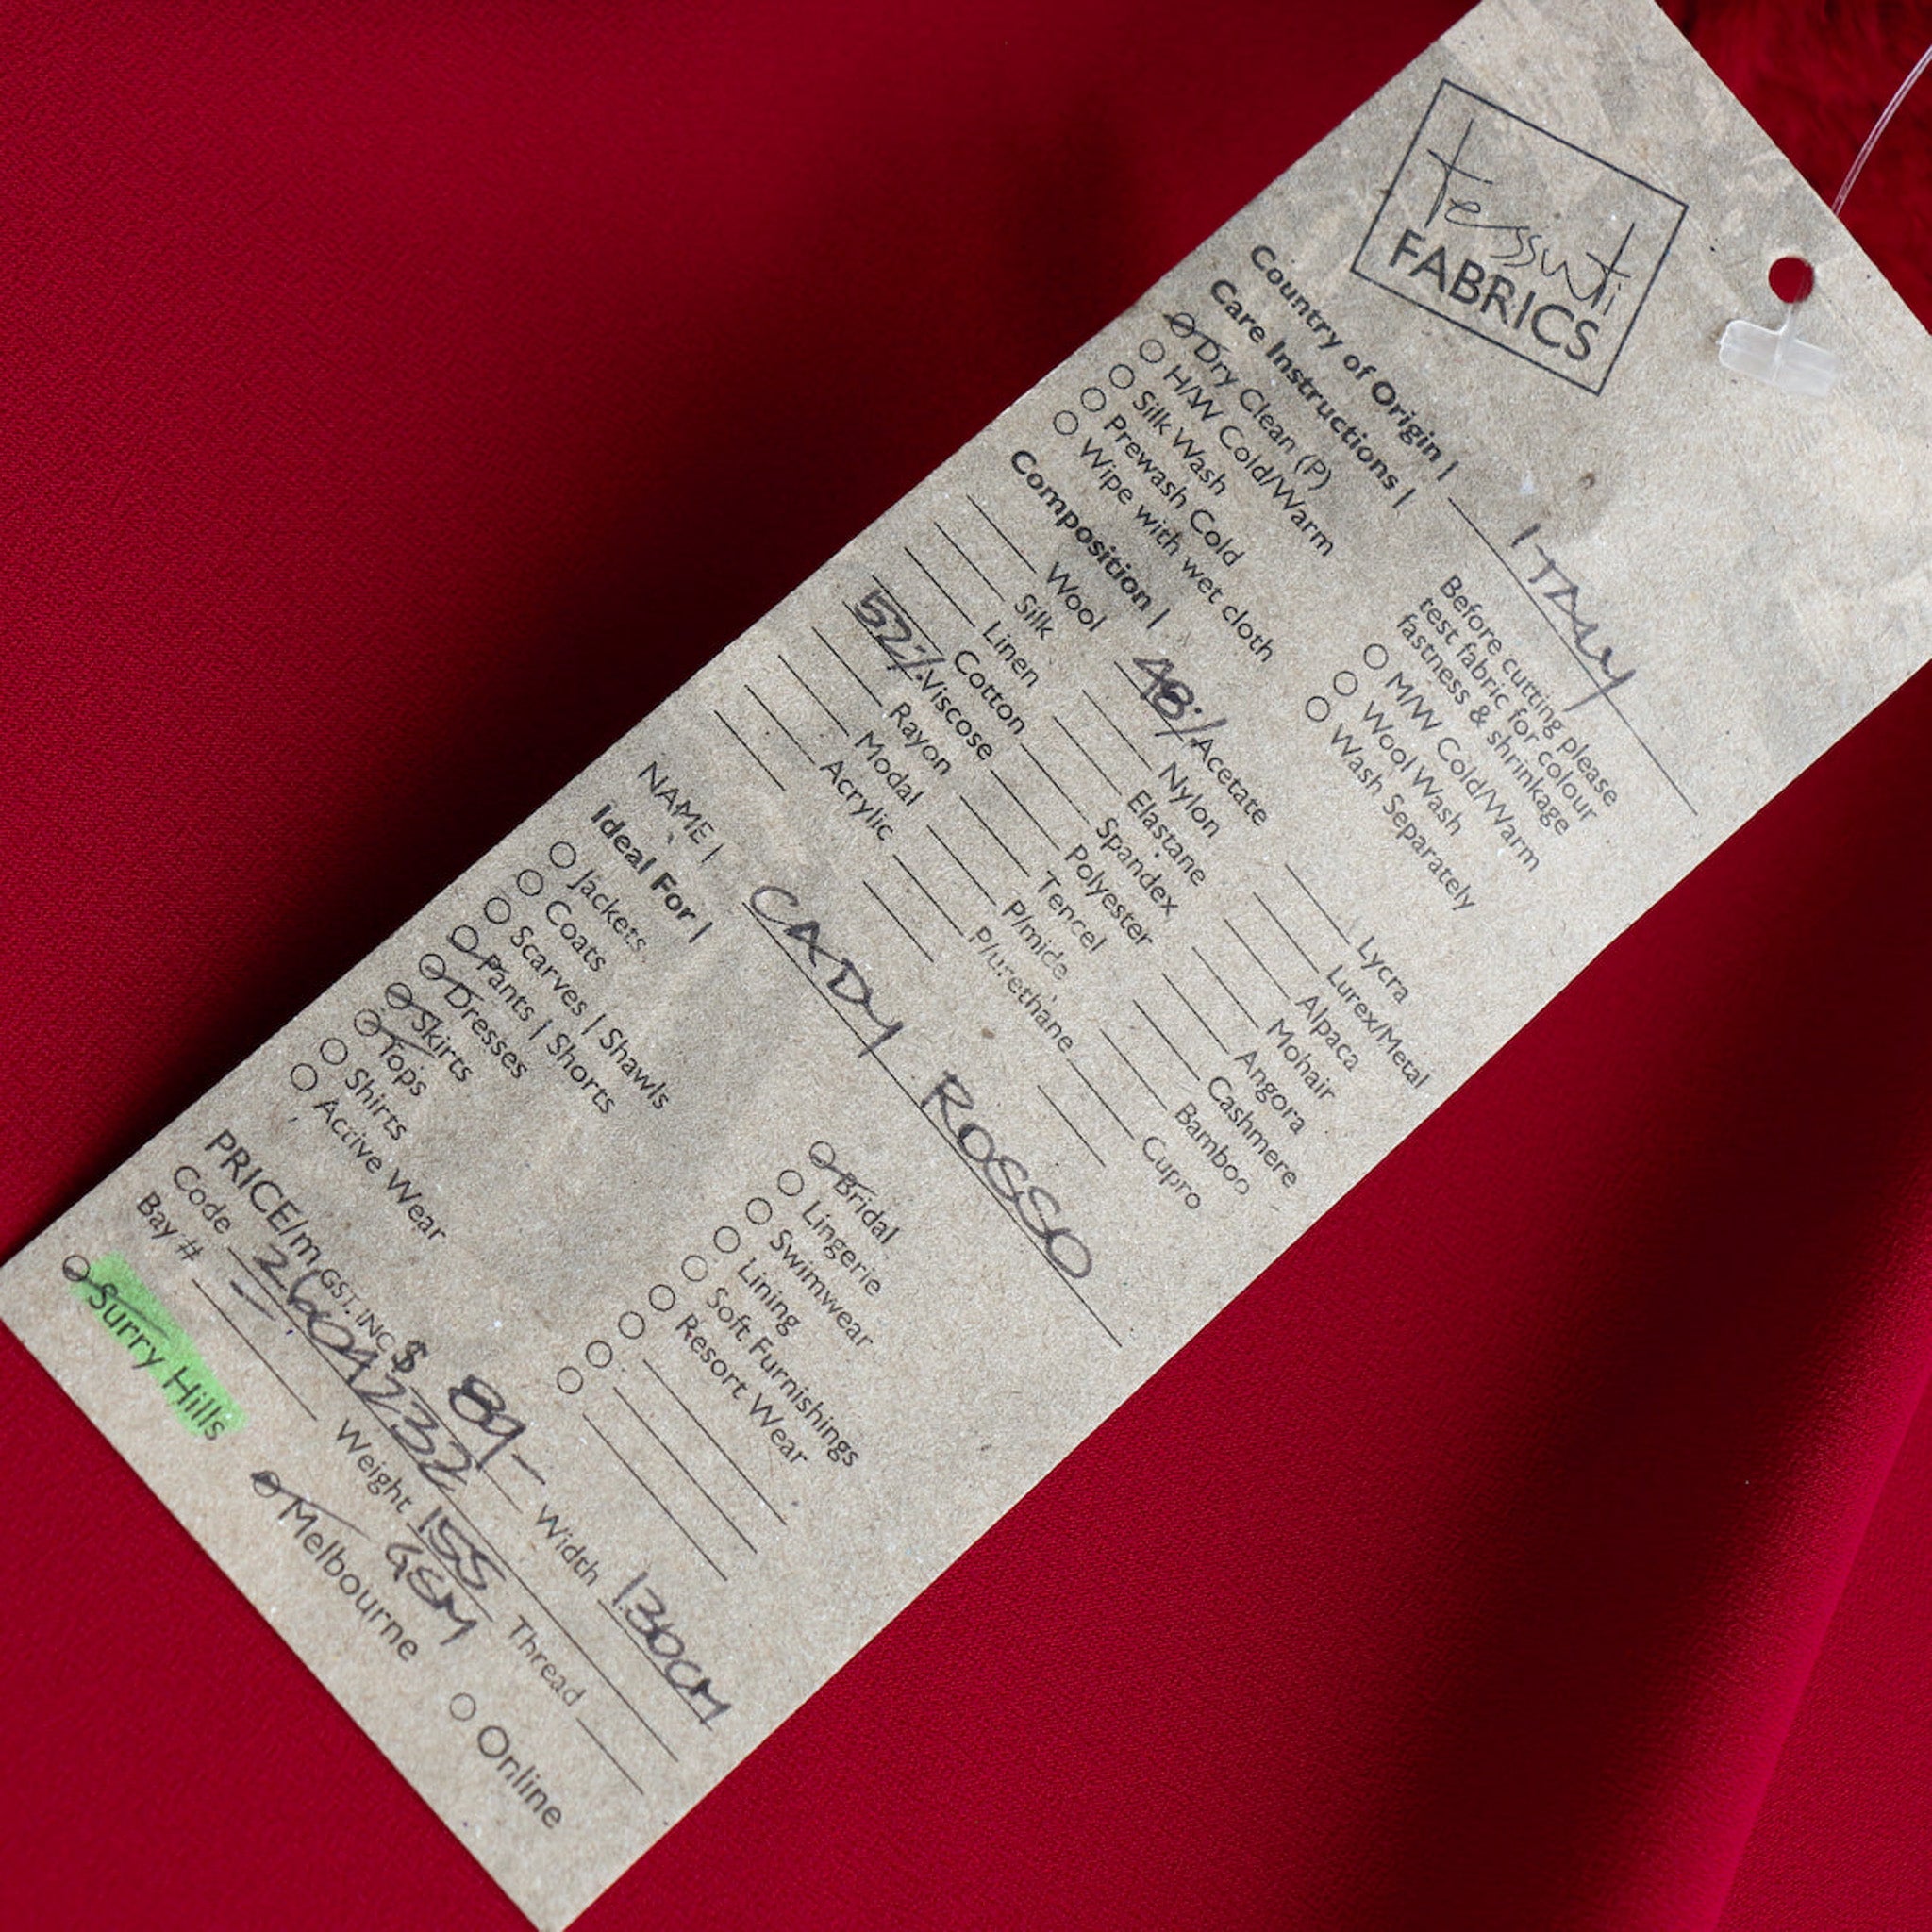 tessuti
FABRICS
Country of Origin | ITALY
Care Instructions |
Dry Clean (P)
H/W Cold/Warm
Silk Wash
Prewash Cold
Wipe with wet cloth
Before cutting please
test fabric for colour
fastness & shrinkage
M/W Cold/Warm
Wool Wash
Wash Separately
Composition |
Wool
Silk
Linen
Cotton
52% Viscose
Rayon
Modal
Acrylic
48% Acetate
Nylon
Elastane
Spandex
Polyester
Tencel
P/mide
P/urethane
Lycra
Lurex/Metal
Alpaca
Mohair
Angora
Cashmere
Bamboo
Cupro
NAME | CADY ROSSO
Ideal For |
Jackets
Coats
Scarves | Shawls
Pants | Shorts
Dresses
Skirts
Tops
Shirts
Active Wear
Bridal
Lingerie
Swimwear
Lining
Soft Furnishings
Resort Wear
PRICE/m GST. INC $ 89- Width 130CM
Code 26042232
Bay # - Weight 155 GSM Thread
Surry Hills Melbourne Online